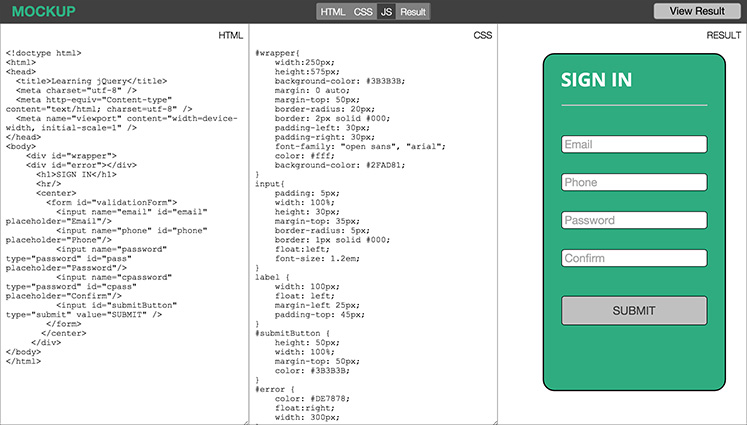 MOCKUP
HTML CSS JS Result
View Result
HTML
<!doctype html>
<html>
<head>
<title>Learning jQuery</title>
<meta charset="utf-8" />
<meta http-equiv="Content-type"
content="text/html; charset=utf-8" />
<meta name="viewport" content="width=device-
width, initial-scale=1" />
</head>
<body>
<div id="wrapper">
<div id="error"></div>
<h1>SIGN IN</h1>
<hr/>
<center>
<form id="validationForm">
<input name="email" id="email"
placeholder="Email"/>
<input name="phone" id="phone"
placeholder="Phone"/>
<input name="password"
type="password" id="pass"
placeholder="Password"/>
<input name="cpassword"
type="password" id="cpass"
placeholder="Confirm"/>
<input id="submitButton"
type="submit" value="SUBMIT" />
</form>
</center>
</div>
</body>
</html>
CSS
#wrapper{
width:250px;
height:575px;
background-color: #3B3B3B;
margin: 0 auto;
margin-top: 50px;
border-radius: 20px;
border: 2px solid #000;
padding-left: 30px;
padding-right: 30px;
font-family: "open sans", "arial";
color: #fff;
background-color: #2FAD81;
}
input{
padding: 5px;
width: 100%;
height: 30px;
margin-top: 35px;
border-radius: 5px;
border: 1px solid #000;
float:left;
font-size: 1.2em;
}
label {
width: 100px;
float: left;
margin-left 25px;
padding-top: 45px;
}
#submitButton {
height: 50px;
width: 100%;
margin-top: 50px;
color: #3B3B3B;
}
#error {
color: #DE7878;
float:right;
width: 300px;
RESULT
SIGN IN
Email
Phone
Password
Confirm
SUBMIT